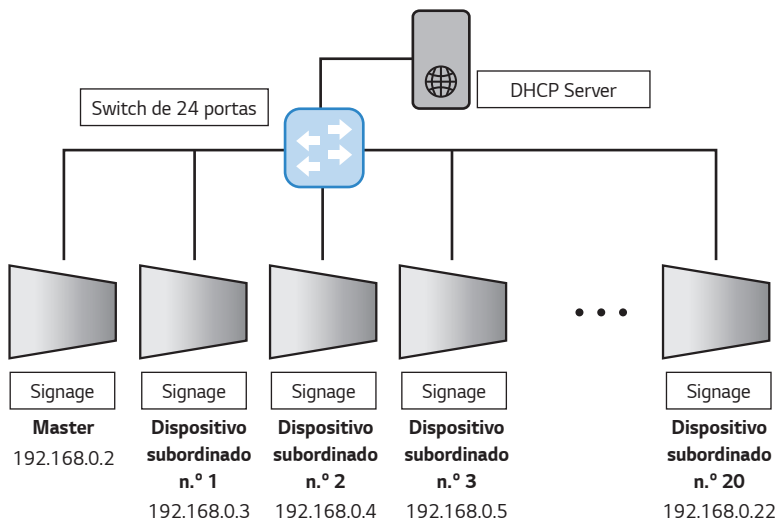 DHCP Server
Switch de 24 portas
Signage
Master
192.168.0.2
Signage
Dispositivo
subordinado
n.º 1
192.168.0.3
Signage
Dispositivo
subordinado
n.º 2
192.168.0.4
Signage
Dispositivo
subordinado
n.º 3
192.168.0.5
Signage
Dispositivo
subordinado
n.º 20
192.168.0.22